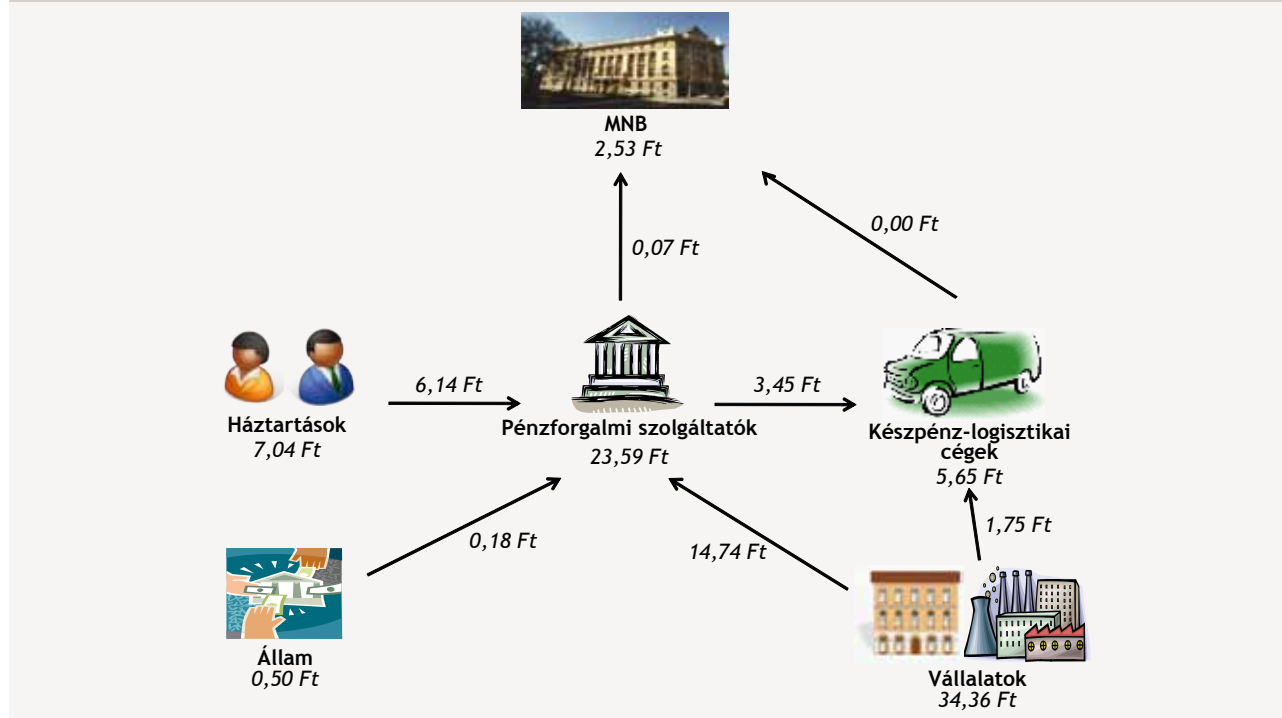 MNB
2,53 Ft
0,00 Ft
0,07 Ft
6,14 Ft
3,45 Ft
Háztartások
7,04 Ft
Pénzforgalmi szolgáltatók
23,59 Ft
Készpénz-logisztikai
cégek
5,65 Ft
0,18 Ft
14,74 Ft
1,75 Ft
Állam
0,50 Ft
Vállalatok
34,36 Ft